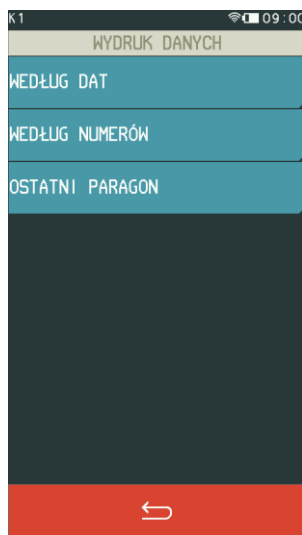 K1 09:00
WYDRUK DANYCH
WEDŁUG DAT
WEDŁUG NUMERÓW
OSTATNI PARAGON